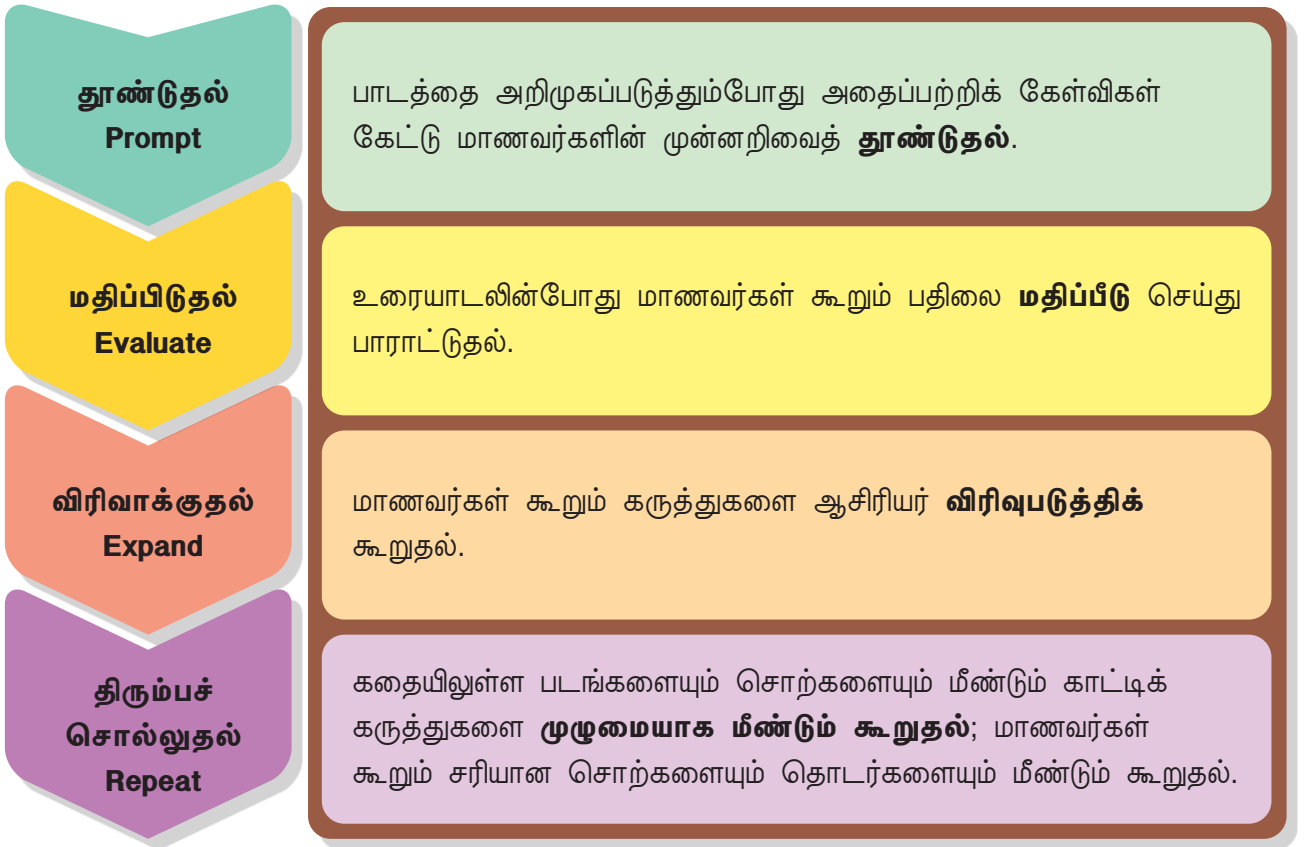 தூண்டுதல்
Prompt
பாடத்தை அறிமுகப்படுத்தும்போது அதைப்பற்றிக் கேள்விகள்
கேட்டு மாணவர்களின் முன்னறிவைத் தூண்டுதல்.
மதிப்பிடுதல்
Evaluate
உரையாடலின்போது மாணவர்கள் கூறும் பதிலை மதிப்பீடு செய்து
பாராட்டுதல்.
விரிவாக்குதல்
Expand
மாணவர்கள் கூறும் கருத்துகளை ஆசிரியர் விரிவுபடுத்திக்
கூறுதல்.
திரும்பச்
சொல்லுதல்
Repeat
கதையிலுள்ள படங்களையும் சொற்களையும் மீண்டும் காட்டிக்
கருத்துகளை முழுமையாக மீண்டும் கூறுதல்; மாணவர்கள்
கூறும் சரியான சொற்களையும் தொடர்களையும் மீண்டும் கூறுதல்.